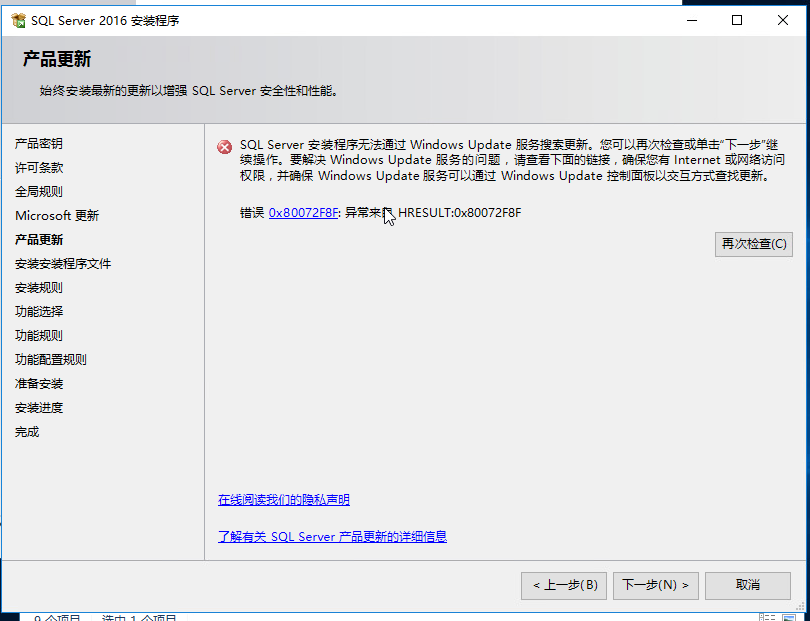 SQL Server 2016 安装程序
产品更新
始终安装最新的更新以增强 SQL Server 安全性和性能。
产品密钥
许可条款
全局规则
Microsoft 更新
产品更新
安装安装程序文件
安装规则
功能选择
功能规则
功能配置规则
准备安装
安装进度
完成
SQL Server 安装程序无法通过 Windows Update 服务搜索更新。您可以再次检查或单击“下一步”继
续操作。要解决 Windows Update 服务的问题，请查看下面的链接，确保您有 Internet 或网络访问
权限，并确保 Windows Update 服务可以通过 Windows Update 控制面板以交互方式查找更新。
错误 0x80072F8F: 异常来自 HRESULT:0x80072F8F
再次检查(C)
在线阅读我们的隐私声明
了解有关 SQL Server 产品更新的详细信息
< 上一步(B)
下一步(N) >
取消
9 个项目 选中 1 个项目